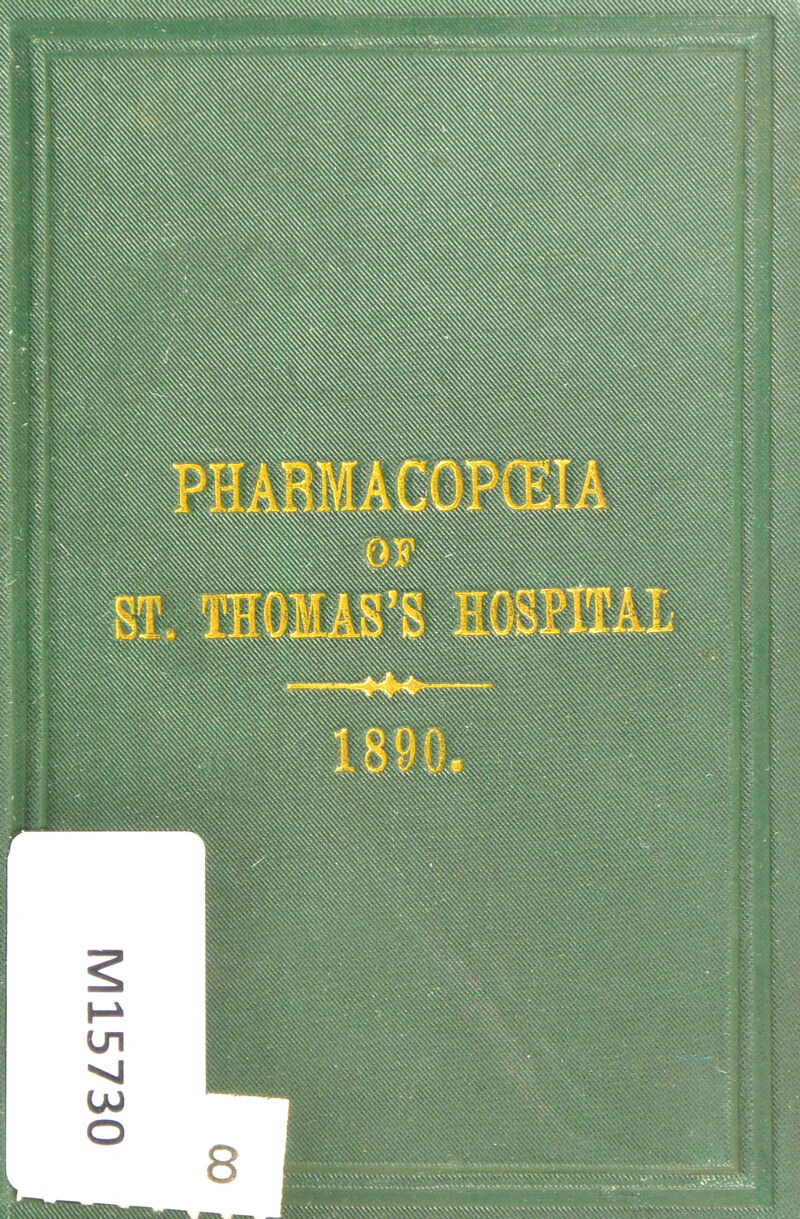 PHARMACOPŒIA
OF
ST. THOMAS'S HOSPITAL
1890.
M15730
8